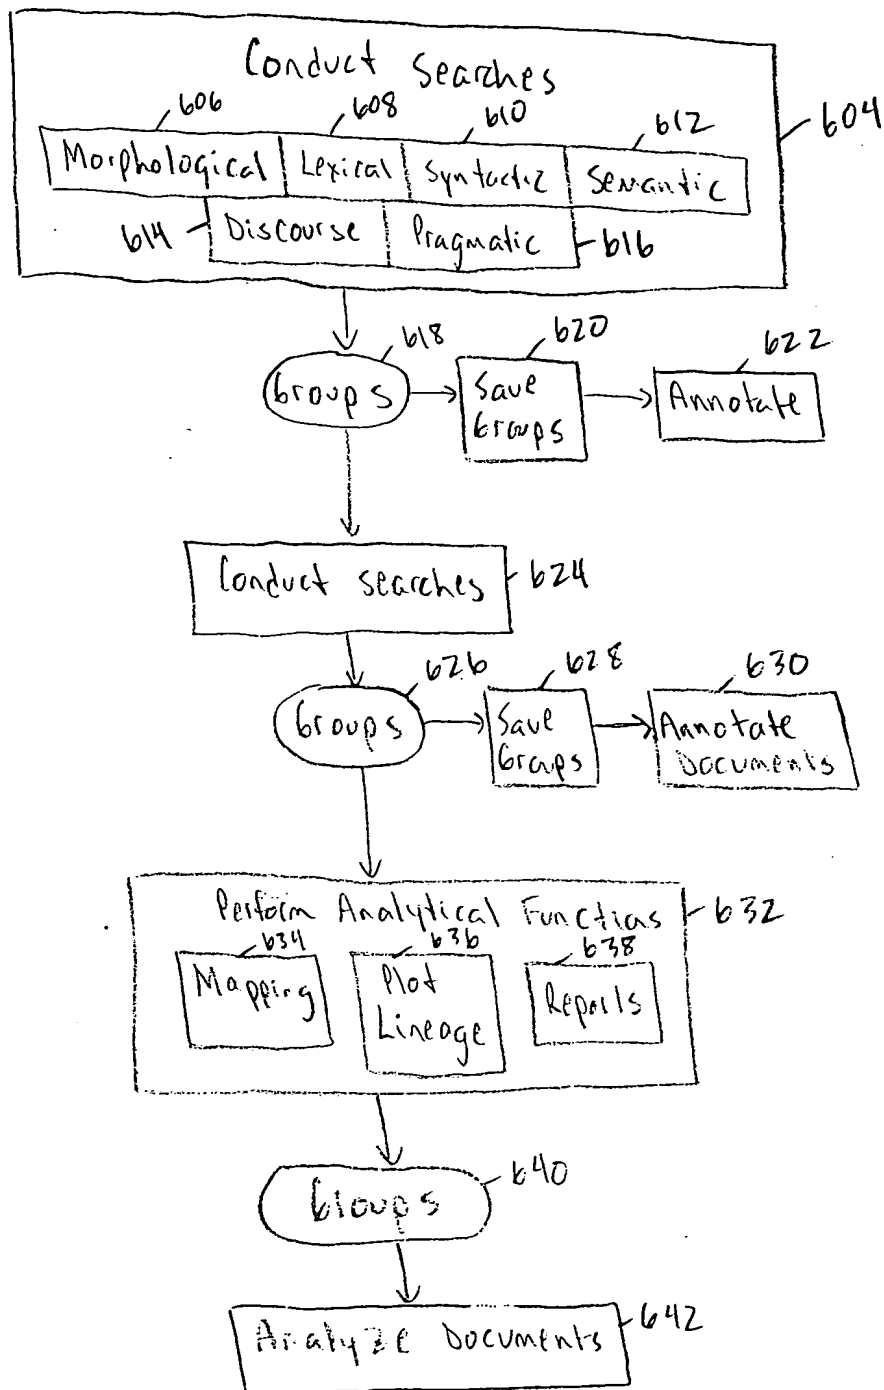 Conduct Searches
606 608 610 612 604
Morphological Lexical Syntactic Semantic
614 Discourse Pragmatic 616
618 620 622
Groups Save Annotate
Groups
Conduct Searches 624
626 628 630
Groups Save Annotate
Groups Documents
Perform Analytical Functions 632
634 636 638
Mapping Plot Reports
Lineage
640
Groups
Analyze Documents 642